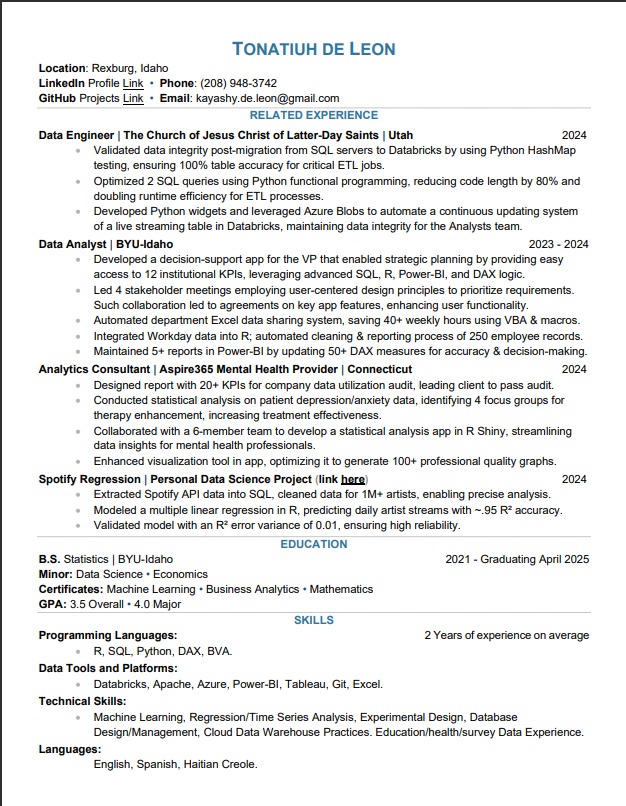 TONATIUH DE LEON
Location: Rexburg, Idaho
LinkedIn Profile Link • Phone: (208) 948-3742
GitHub Projects Link • Email: kayashy.de.leon@gmail.com
RELATED EXPERIENCE
Data Engineer | The Church of Jesus Christ of Latter-Day Saints | Utah 2024
• Validated data integrity post-migration from SQL servers to Databricks by using Python HashMap
testing, ensuring 100% table accuracy for critical ETL jobs.
• Optimized 2 SQL queries using Python functional programming, reducing code length by 80% and
doubling runtime efficiency for ETL processes.
• Developed Python widgets and leveraged Azure Blobs to automate a continuous updating system
of a live streaming table in Databricks, maintaining data integrity for the Analysts team.
Data Analyst | BYU-Idaho 2023 - 2024
• Developed a decision-support app for the VP that enabled strategic planning by providing easy
access to 12 institutional KPIs, leveraging advanced SQL, R, Power-BI, and DAX logic.
• Led 4 stakeholder meetings employing user-centered design principles to prioritize requirements.
Such collaboration led to agreements on key app features, enhancing user functionality.
• Automated department Excel data sharing system, saving 40+ weekly hours using VBA & macros.
• Integrated Workday data into R; automated cleaning & reporting process of 250 employee records.
• Maintained 5+ reports in Power-BI by updating 50+ DAX measures for accuracy & decision-making.
Analytics Consultant | Aspire365 Mental Health Provider | Connecticut 2024
• Designed report with 20+ KPIs for company data utilization audit, leading client to pass audit.
• Conducted statistical analysis on patient depression/anxiety data, identifying 4 focus groups for
therapy enhancement, increasing treatment effectiveness.
• Collaborated with a 6-member team to develop a statistical analysis app in R Shiny, streamlining
data insights for mental health professionals.
• Enhanced visualization tool in app, optimizing it to generate 100+ professional quality graphs.
Spotify Regression | Personal Data Science Project (link here) 2024
• Extracted Spotify API data into SQL, cleaned data for 1M+ artists, enabling precise analysis.
• Modeled a multiple linear regression in R, predicting daily artist streams with ~.95 R² accuracy.
• Validated model with an R² error variance of 0.01, ensuring high reliability.
EDUCATION
B.S. Statistics | BYU-Idaho 2021 - Graduating April 2025
Minor: Data Science • Economics
Certificates: Machine Learning • Business Analytics • Mathematics
GPA: 3.5 Overall • 4.0 Major
SKILLS
Programming Languages: 2 Years of experience on average
• R, SQL, Python, DAX, BVA.
Data Tools and Platforms:
• Databricks, Apache, Azure, Power-BI, Tableau, Git, Excel.
Technical Skills:
• Machine Learning, Regression/Time Series Analysis, Experimental Design, Database
Design/Management, Cloud Data Warehouse Practices. Education/health/survey Data Experience.
Languages:
English, Spanish, Haitian Creole.